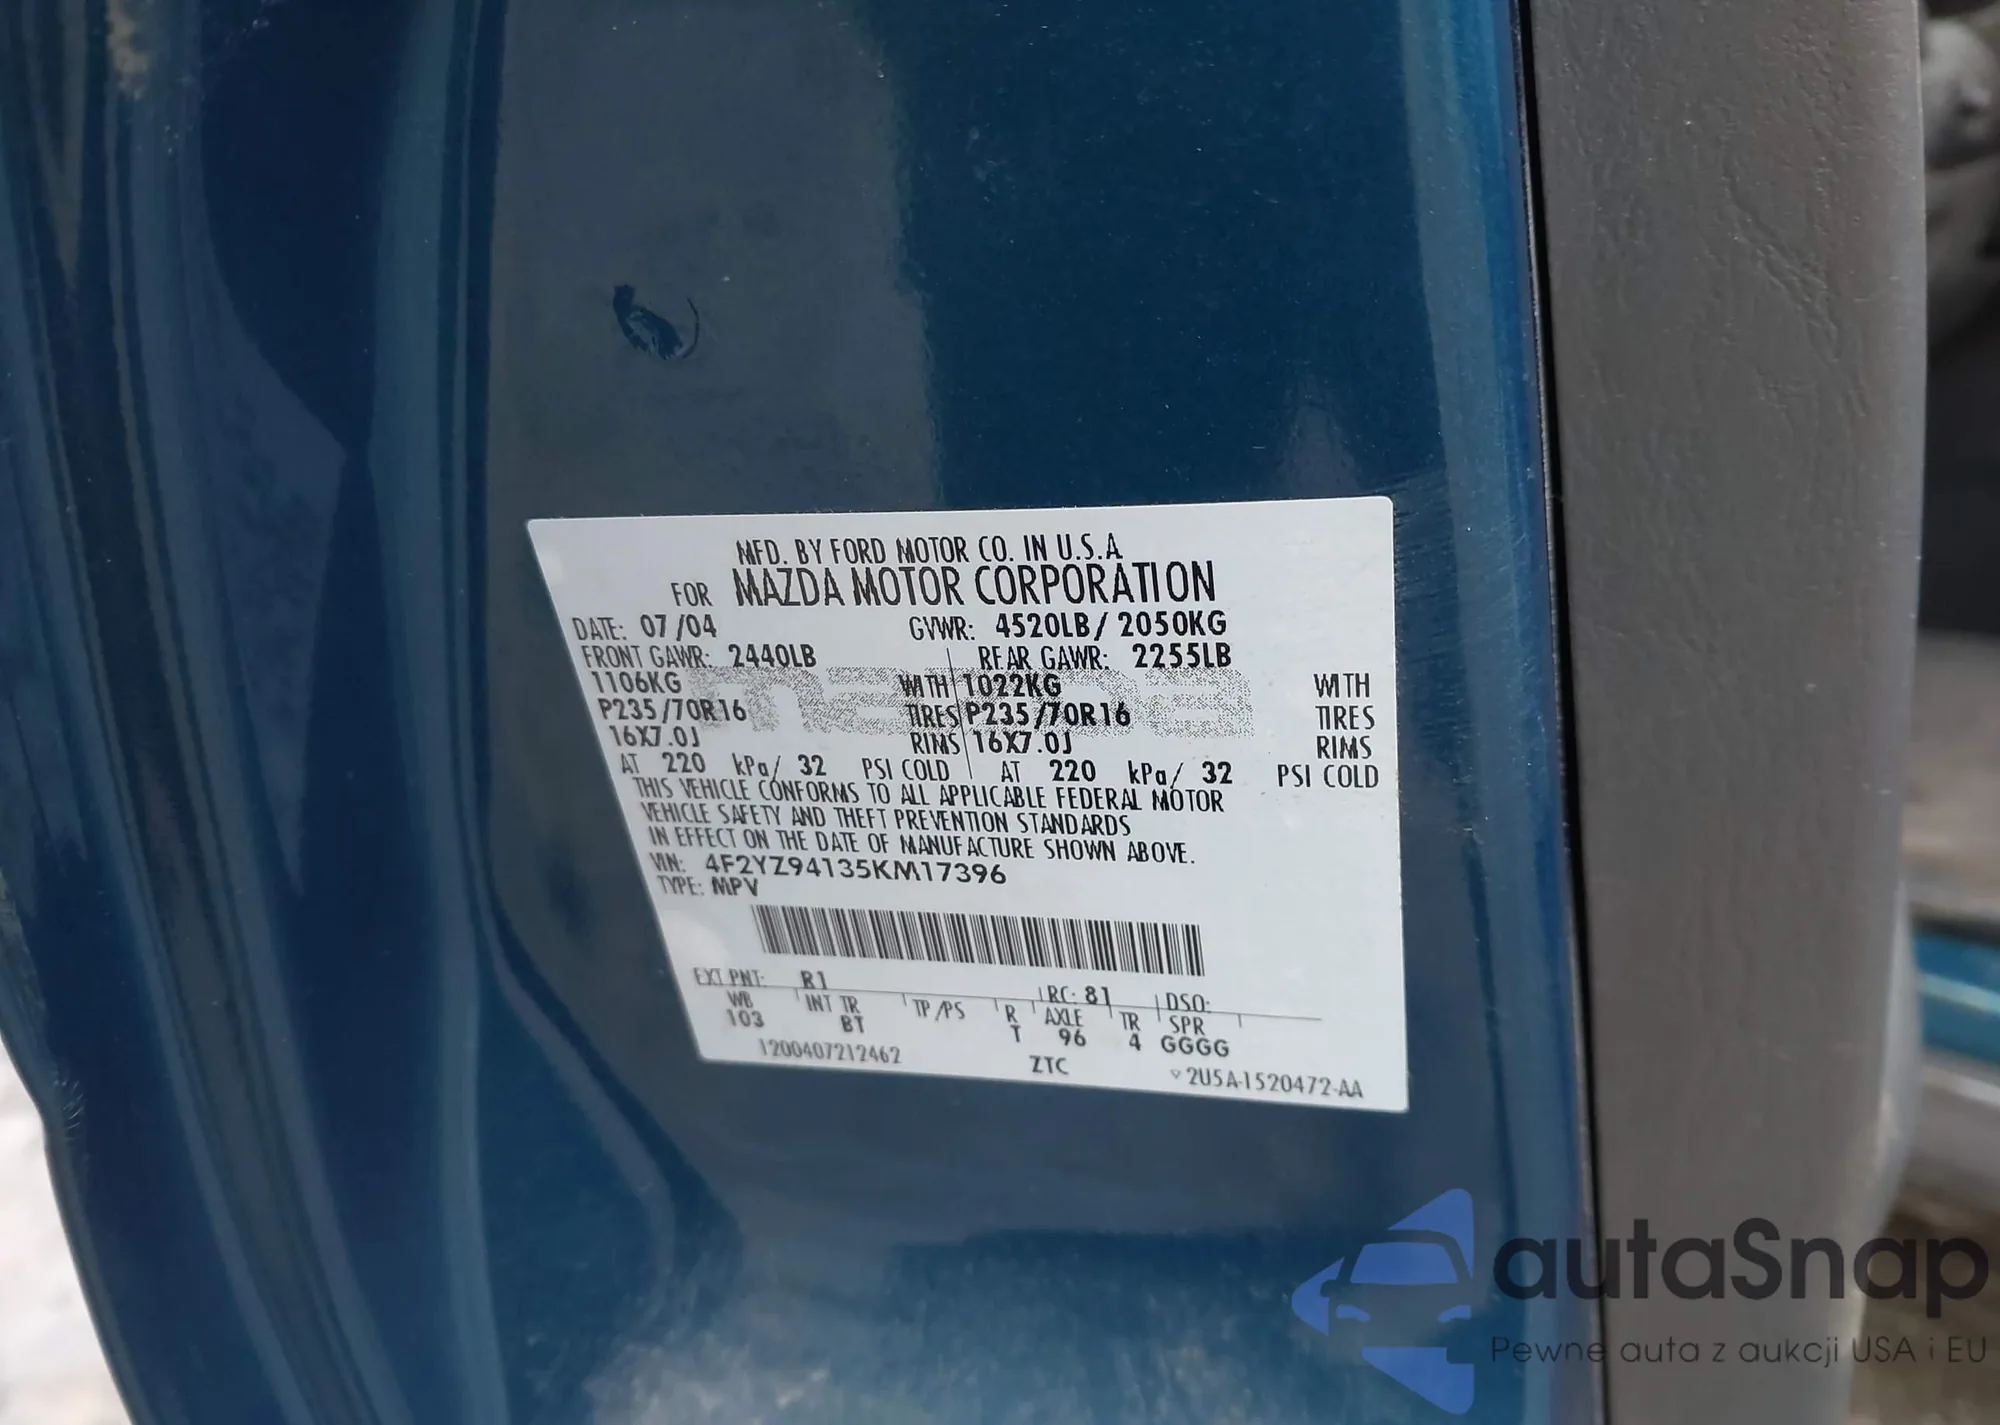 MFD. BY FORD MOTOR CO. IN U.S.A
FOR MAZDA MOTOR CORPORATION
DATE: 07/04 GVWR: 4520LB/ 2050KG
FRONT GAWR: 2440LB REAR GAWR: 2255LB
1106KG WITH 1022KG WITH
P235/70R16 TIRES P235/70R16 TIRES
16X7.0J RIMS 16X7.0J RIMS
AT 220 kPa/ 32 PSI COLD AT 220 kPa/ 32 PSI COLD
THIS VEHICLE CONFORMS TO ALL APPLICABLE FEDERAL MOTOR
VEHICLE SAFETY AND THEFT PREVENTION STANDARDS
IN EFFECT ON THE DATE OF MANUFACTURE SHOWN ABOVE.
VIN: 4F2YZ94135KM17396
TYPE: MPV
mazda
EXT PNT: R1 RC: 81 DSO:
WB INT TR TP/PS R AXLE TR SPR
103 BT T 96 4 GGGG
1200407212462 ZTC 2U5A-1520472-AA
autaSnap
Pewne auta z aukcji USA i EU